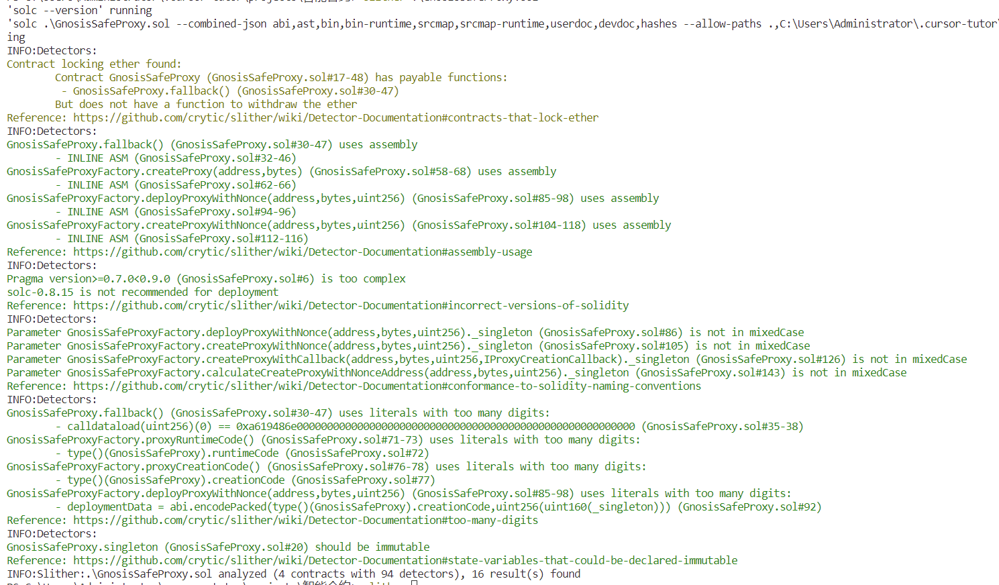 'solc --version' running
'solc .\GnosisSafeProxy.sol --combined-json abi,ast,bin,bin-runtime,srcmap,srcmap-runtime,userdoc,devdoc,hashes --allow-paths .,C:\Users\Administrator\.cursor-tutor\
ing
INFO:Detectors:
Contract locking ether found:
        Contract GnosisSafeProxy (GnosisSafeProxy.sol#17-48) has payable functions:
         - GnosisSafeProxy.fallback() (GnosisSafeProxy.sol#30-47)
        But does not have a function to withdraw the ether
Reference: https://github.com/crytic/slither/wiki/Detector-Documentation#contracts-that-lock-ether
INFO:Detectors:
GnosisSafeProxy.fallback() (GnosisSafeProxy.sol#30-47) uses assembly
        - INLINE ASM (GnosisSafeProxy.sol#32-46)
GnosisSafeProxyFactory.createProxy(address,bytes) (GnosisSafeProxy.sol#58-68) uses assembly
        - INLINE ASM (GnosisSafeProxy.sol#62-66)
GnosisSafeProxyFactory.deployProxyWithNonce(address,bytes,uint256) (GnosisSafeProxy.sol#85-98) uses assembly
        - INLINE ASM (GnosisSafeProxy.sol#94-96)
GnosisSafeProxyFactory.createProxyWithNonce(address,bytes,uint256) (GnosisSafeProxy.sol#104-118) uses assembly
        - INLINE ASM (GnosisSafeProxy.sol#112-116)
Reference: https://github.com/crytic/slither/wiki/Detector-Documentation#assembly-usage
INFO:Detectors:
Pragma version>=0.7.0<0.9.0 (GnosisSafeProxy.sol#6) is too complex
solc-0.8.15 is not recommended for deployment
Reference: https://github.com/crytic/slither/wiki/Detector-Documentation#incorrect-versions-of-solidity
INFO:Detectors:
Parameter GnosisSafeProxyFactory.deployProxyWithNonce(address,bytes,uint256)._singleton (GnosisSafeProxy.sol#86) is not in mixedCase
Parameter GnosisSafeProxyFactory.createProxyWithNonce(address,bytes,uint256)._singleton (GnosisSafeProxy.sol#105) is not in mixedCase
Parameter GnosisSafeProxyFactory.createProxyWithCallback(address,bytes,uint256,IProxyCreationCallback)._singleton (GnosisSafeProxy.sol#126) is not in mixedCase
Parameter GnosisSafeProxyFactory.calculateCreateProxyWithNonceAddress(address,bytes,uint256)._singleton (GnosisSafeProxy.sol#143) is not in mixedCase
Reference: https://github.com/crytic/slither/wiki/Detector-Documentation#conformance-to-solidity-naming-conventions
INFO:Detectors:
GnosisSafeProxy.fallback() (GnosisSafeProxy.sol#30-47) uses literals with too many digits:
        - calldataload(uint256)(0) == 0xa619486e00000000000000000000000000000000000000000000000000000000 (GnosisSafeProxy.sol#35-38)
GnosisSafeProxyFactory.proxyRuntimeCode() (GnosisSafeProxy.sol#71-73) uses literals with too many digits:
        - type()(GnosisSafeProxy).runtimeCode (GnosisSafeProxy.sol#72)
GnosisSafeProxyFactory.proxyCreationCode() (GnosisSafeProxy.sol#76-78) uses literals with too many digits:
        - type()(GnosisSafeProxy).creationCode (GnosisSafeProxy.sol#77)
GnosisSafeProxyFactory.deployProxyWithNonce(address,bytes,uint256) (GnosisSafeProxy.sol#85-98) uses literals with too many digits:
        - deploymentData = abi.encodePacked(type()(GnosisSafeProxy).creationCode,uint256(uint160(_singleton))) (GnosisSafeProxy.sol#92)
Reference: https://github.com/crytic/slither/wiki/Detector-Documentation#too-many-digits
INFO:Detectors:
GnosisSafeProxy.singleton (GnosisSafeProxy.sol#20) should be immutable
Reference: https://github.com/crytic/slither/wiki/Detector-Documentation#state-variables-that-could-be-declared-immutable
INFO:Slither:.\GnosisSafeProxy.sol analyzed (4 contracts with 94 detectors), 16 result(s) found